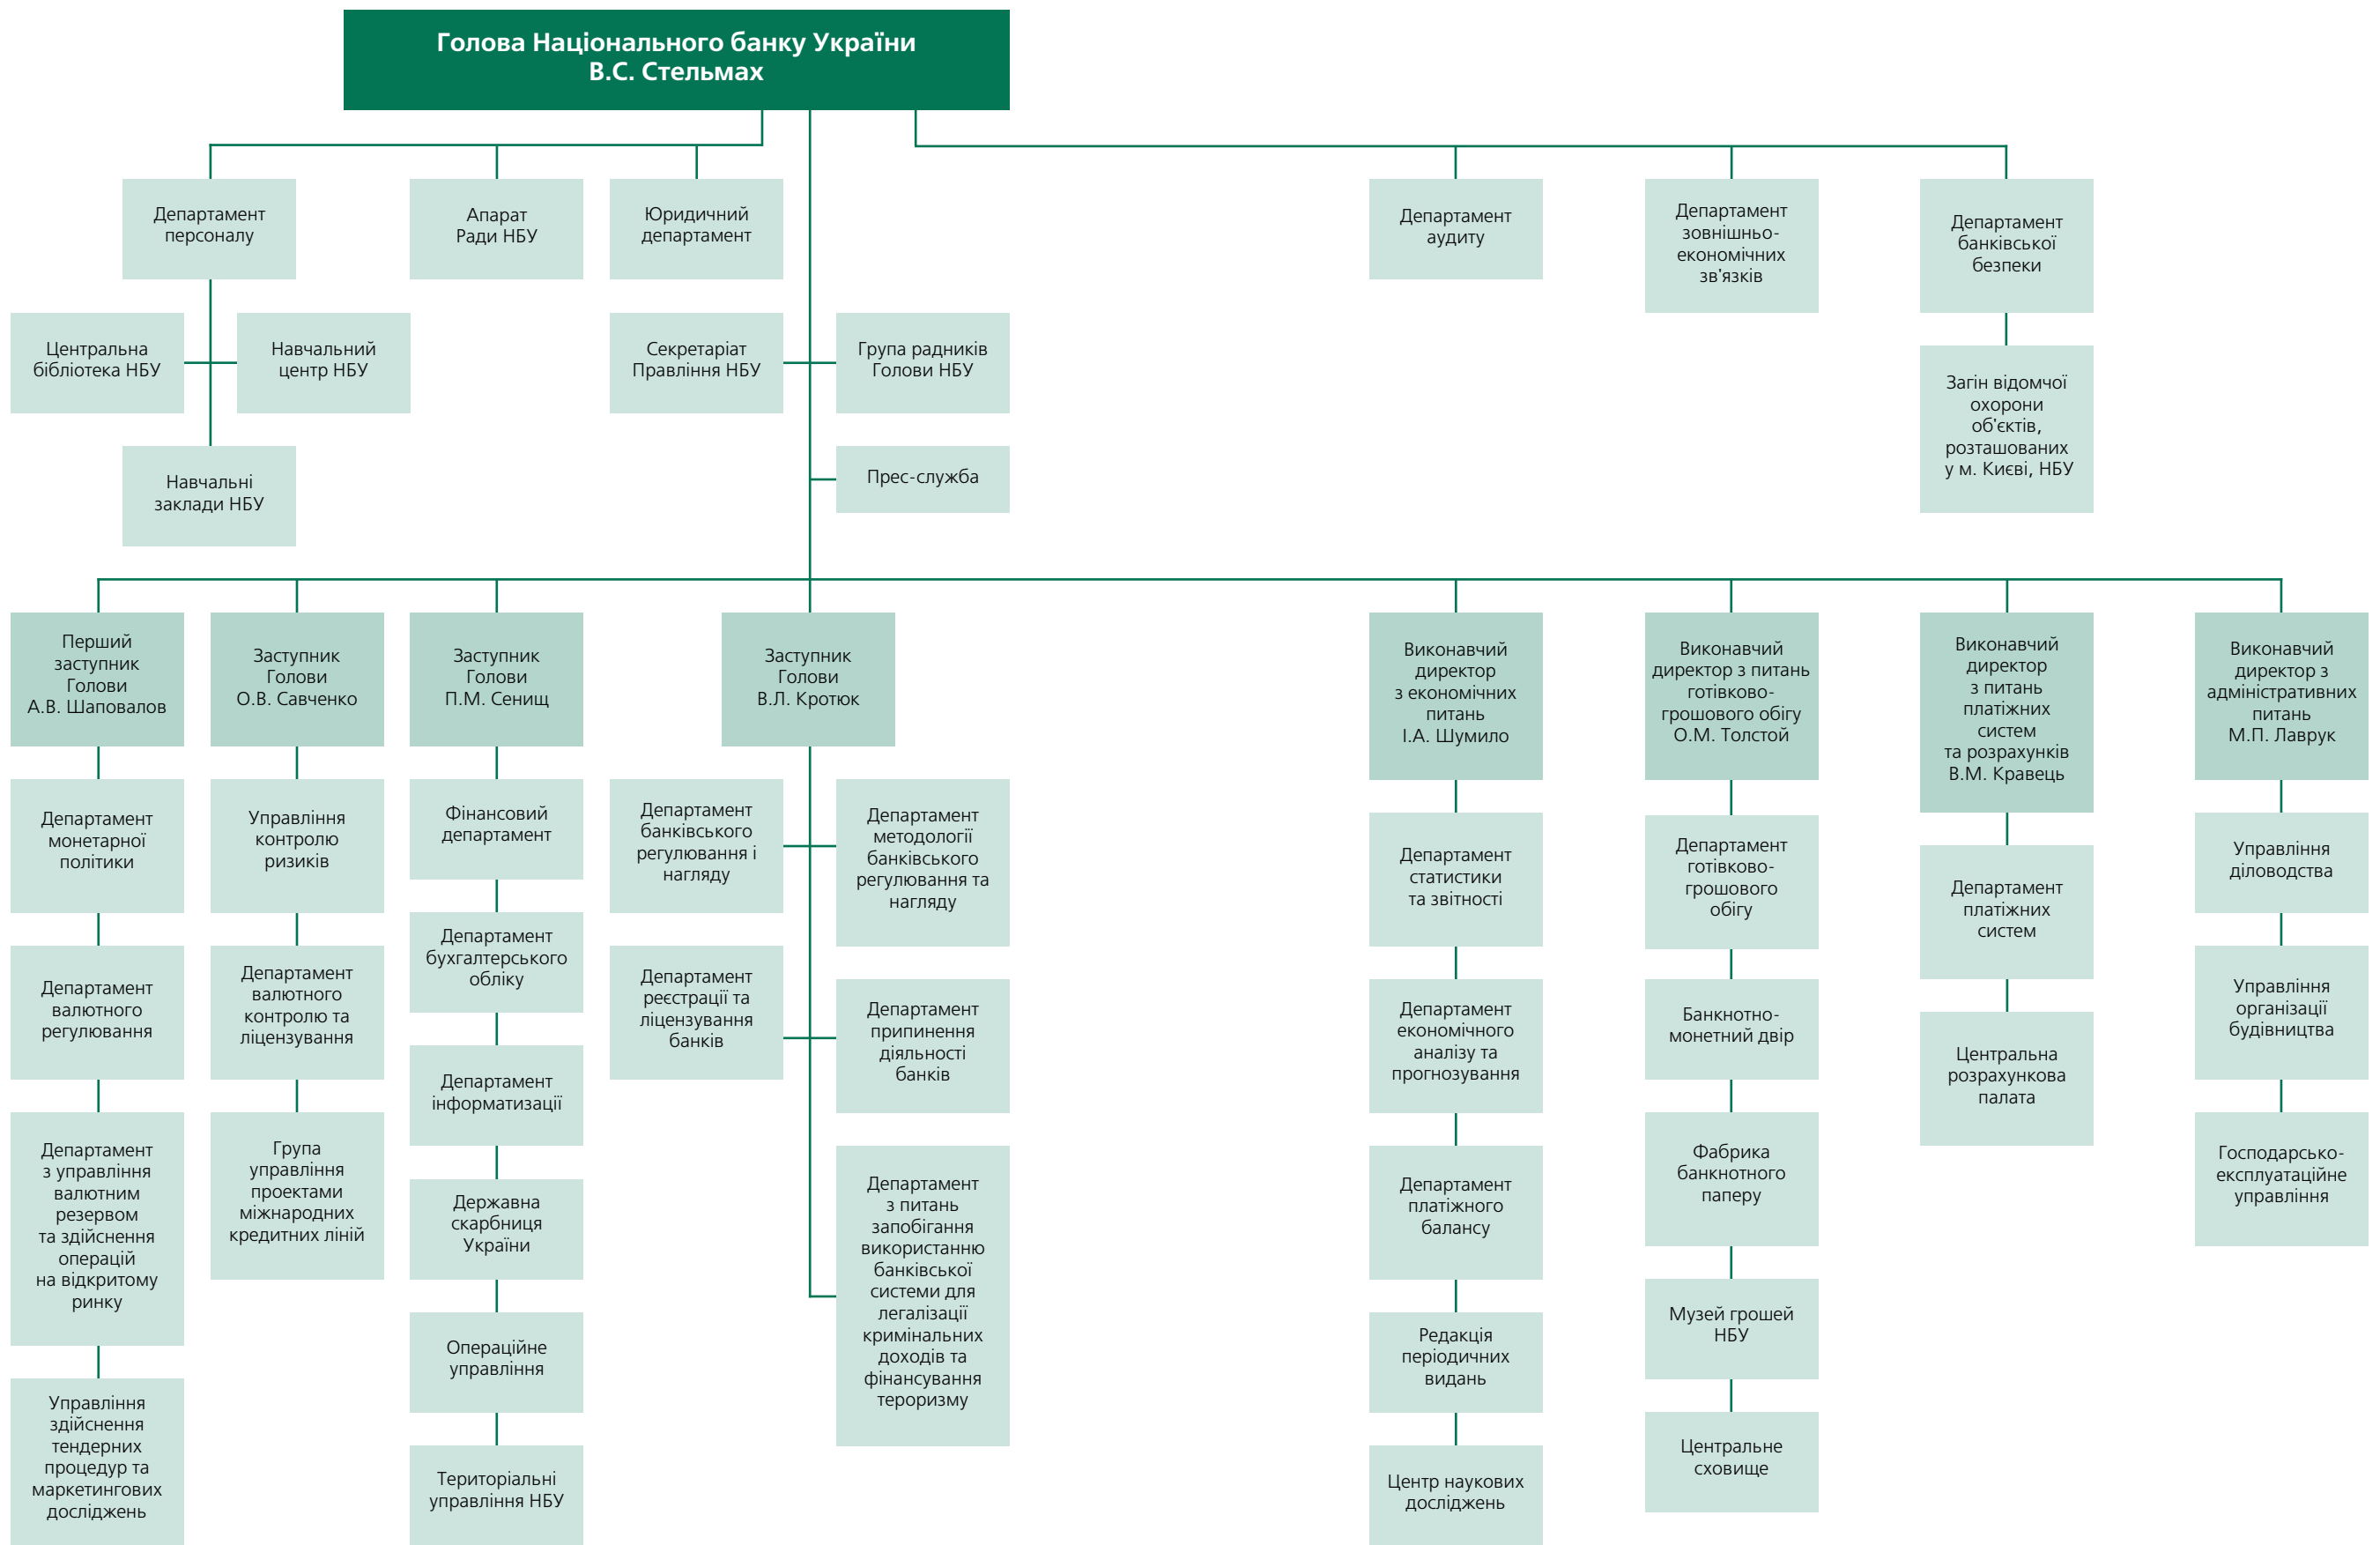 Голова Національного банку України
В.С. Стельмах
Департамент
персоналу
Апарат
Ради НБУ
Юридичний
департамент
Департамент
аудиту
Департамент
зовнішньо-
економічних
зв'язків
Департамент
банківської
безпеки
Центральна
бібліотека НБУ
Навчальний
центр НБУ
Секретаріат
Правління НБУ
Група радників
Голови НБУ
Загін відомчої
охорони
об'єктів,
розташованих
у м. Києві, НБУ
Навчальні
заклади НБУ
Прес-служба
Перший
заступник
Голови
А.В. Шаповалов
Заступник
Голови
О.В. Савченко
Заступник
Голови
П.М. Сенищ
Заступник
Голови
В.Л. Кротюк
Виконавчий
директор
з економічних
питань
І.А. Шумило
Виконавчий
директор з питань
готівково-
грошового обігу
О.М. Толстой
Виконавчий
директор
з питань
платіжних
систем
та розрахунків
В.М. Кравець
Виконавчий
директор з
адміністративних
питань
М.П. Лаврук
Департамент
монетарної
політики
Департамент
валютного
регулювання
Департамент
з управління
валютним
резервом
та здійснення
операцій
на відкритому
ринку
Управління
здійснення
тендерних
процедур та
маркетингових
досліджень
Управління
контролю
ризиків
Департамент
валютного
контролю та
ліцензування
Група
управління
проектами
міжнародних
кредитних ліній
Фінансовий
департамент
Департамент
бухгалтерського
обліку
Департамент
інформатизації
Державна
скарбниця
України
Операційне
управління
Територіальні
управління НБУ
Департамент
банківського
регулювання і
нагляду
Департамент
методології
банківського
регулювання та
нагляду
Департамент
реєстрації та
ліцензування
банків
Департамент
припинення
діяльності
банків
Департамент
з питань
запобігання
використанню
банківської
системи для
легалізації
кримінальних
доходів та
фінансування
тероризму
Департамент
статистики
та звітності
Департамент
економічного
аналізу та
прогнозування
Департамент
платіжного
балансу
Редакція
періодичних
видань
Центр наукових
досліджень
Департамент
готівково-
грошового
обігу
Банкнотно-
монетний двір
Фабрика
банкнотного
паперу
Музей грошей
НБУ
Центральне
сховище
Департамент
платіжних
систем
Центральна
розрахункова
палата
Управління
діловодства
Управління
організації
будівництва
Господарсько-
експлуатаційне
управління